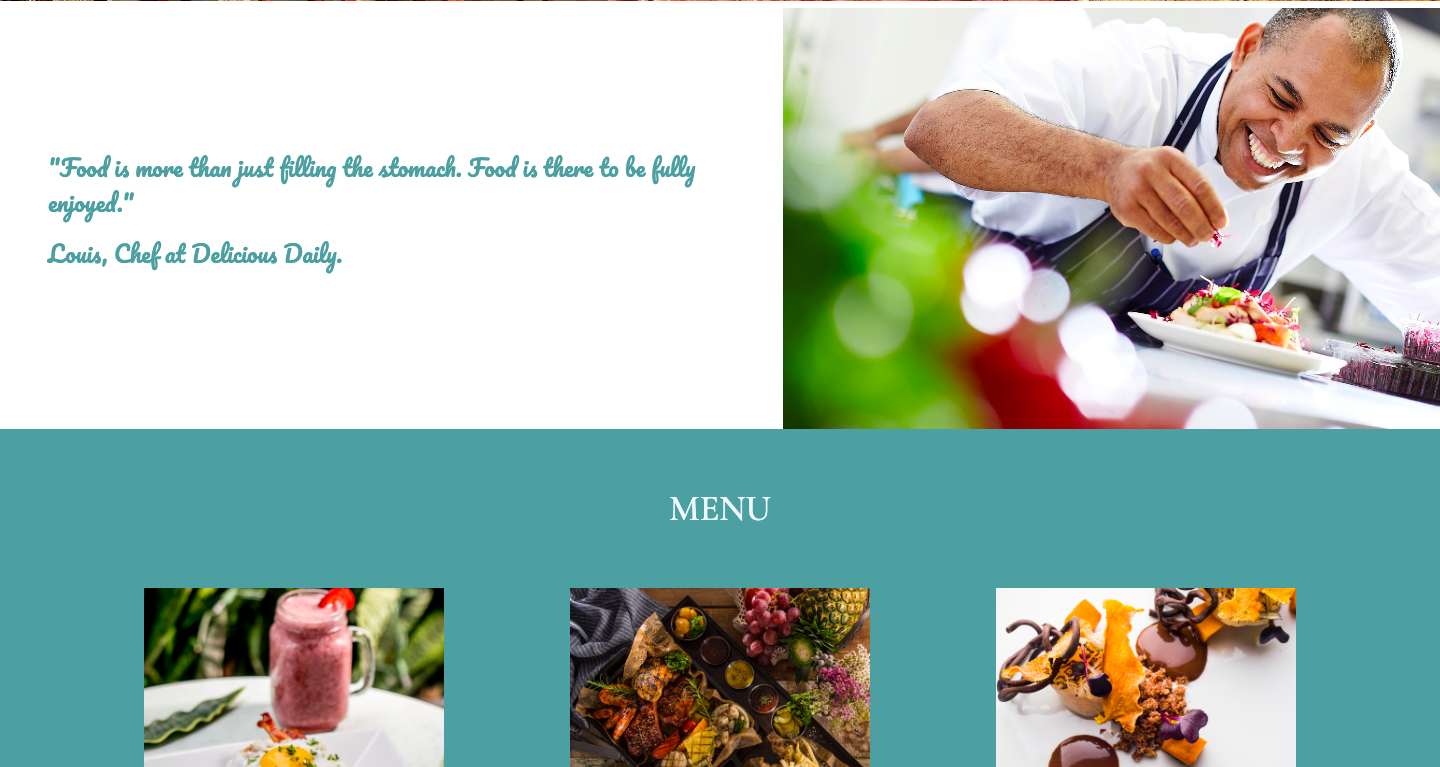 "Food is more than just filling the stomach. Food is there to be fully
enjoyed."
Louis, Chef at Delicious Daily.
MENU